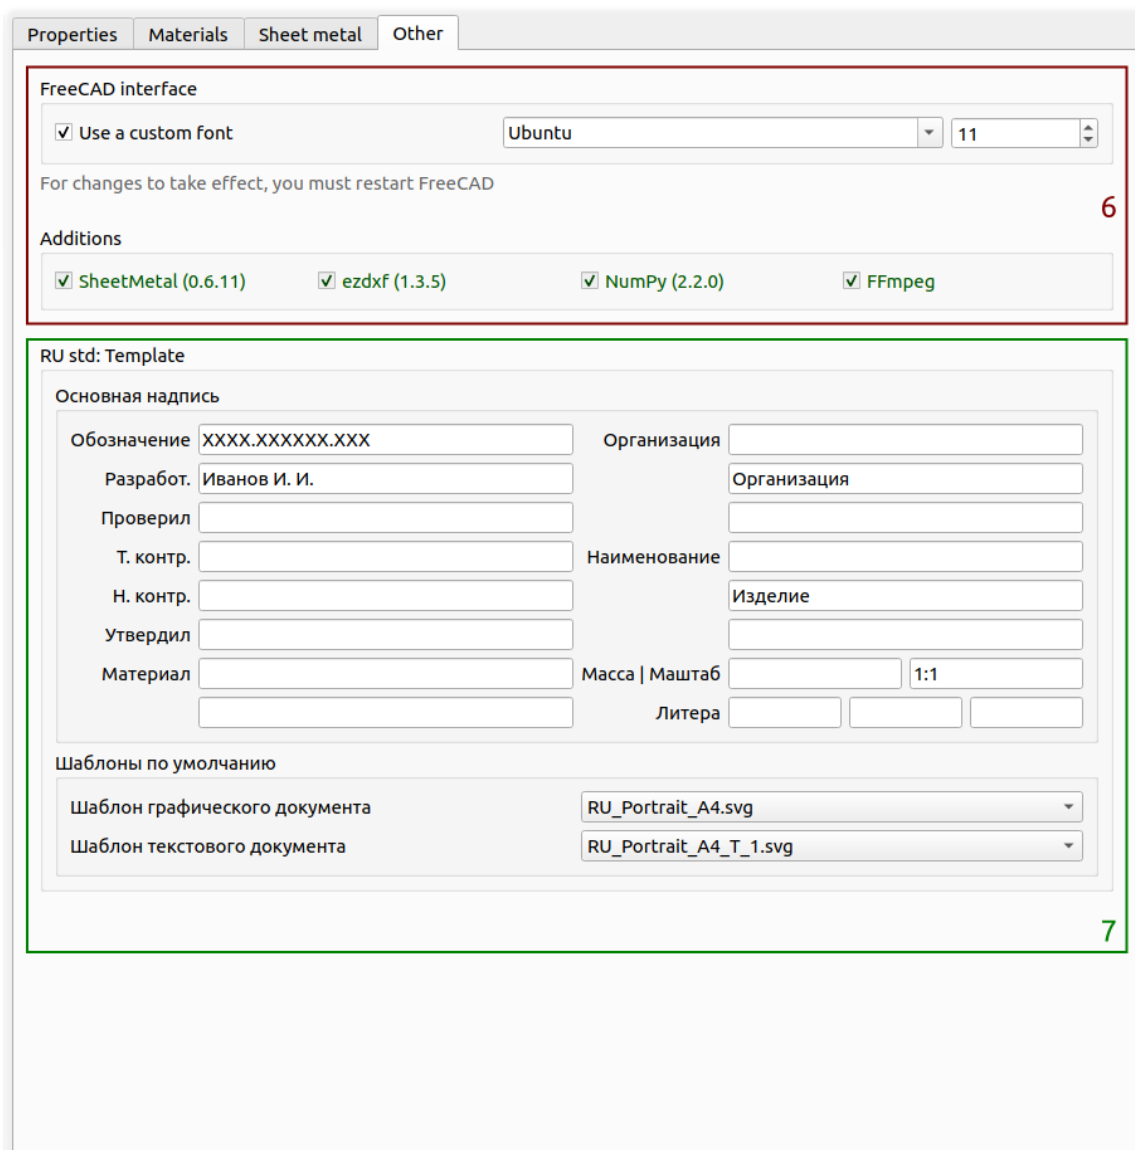 Properties Materials Sheet metal Other
FreeCAD interface
Use a custom font Ubuntu 11
For changes to take effect, you must restart FreeCAD
6
Additions
SheetMetal (0.6.11) ezdxf (1.3.5) NumPy (2.2.0) FFmpeg
RU std: Template
Основная надпись
Обозначение XXXX.XXXXXX.XXX Организация
Разработ. Иванов И. И. Организация
Проверил
Т. контр. Наименование
Н. контр. Изделие
Утвердил
Материал Масса | Маштаб 1:1
Литера
Шаблоны по умолчанию
Шаблон графического документа RU_Portrait_A4.svg
Шаблон текстового документа RU_Portrait_A4_T_1.svg
7